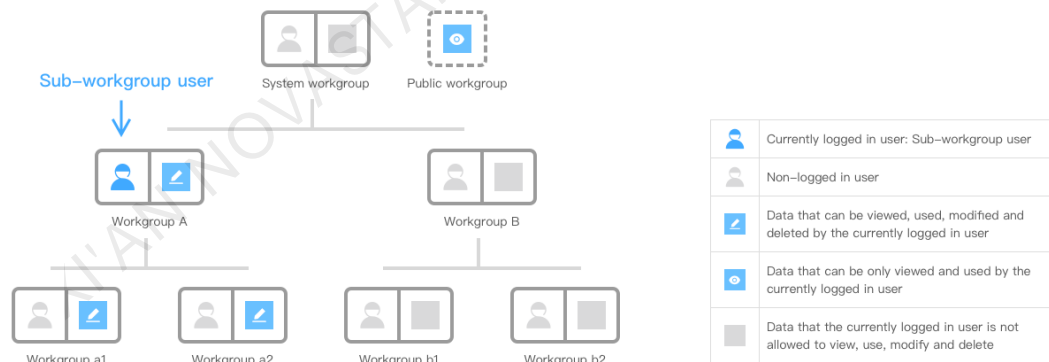 System workgroup
Public workgroup
Sub-workgroup user
Workgroup A
Workgroup B
Workgroup a1
Workgroup a2
Workgroup b1
Workgroup b2
Currently logged in user: Sub-workgroup user
Non-logged in user
Data that can be viewed, used, modified and
deleted by the currently logged in user
Data that can be only viewed and used by the
currently logged in user
Data that the currently logged in user is not
allowed to view, use, modify and delete
XI'AN NOVASTA